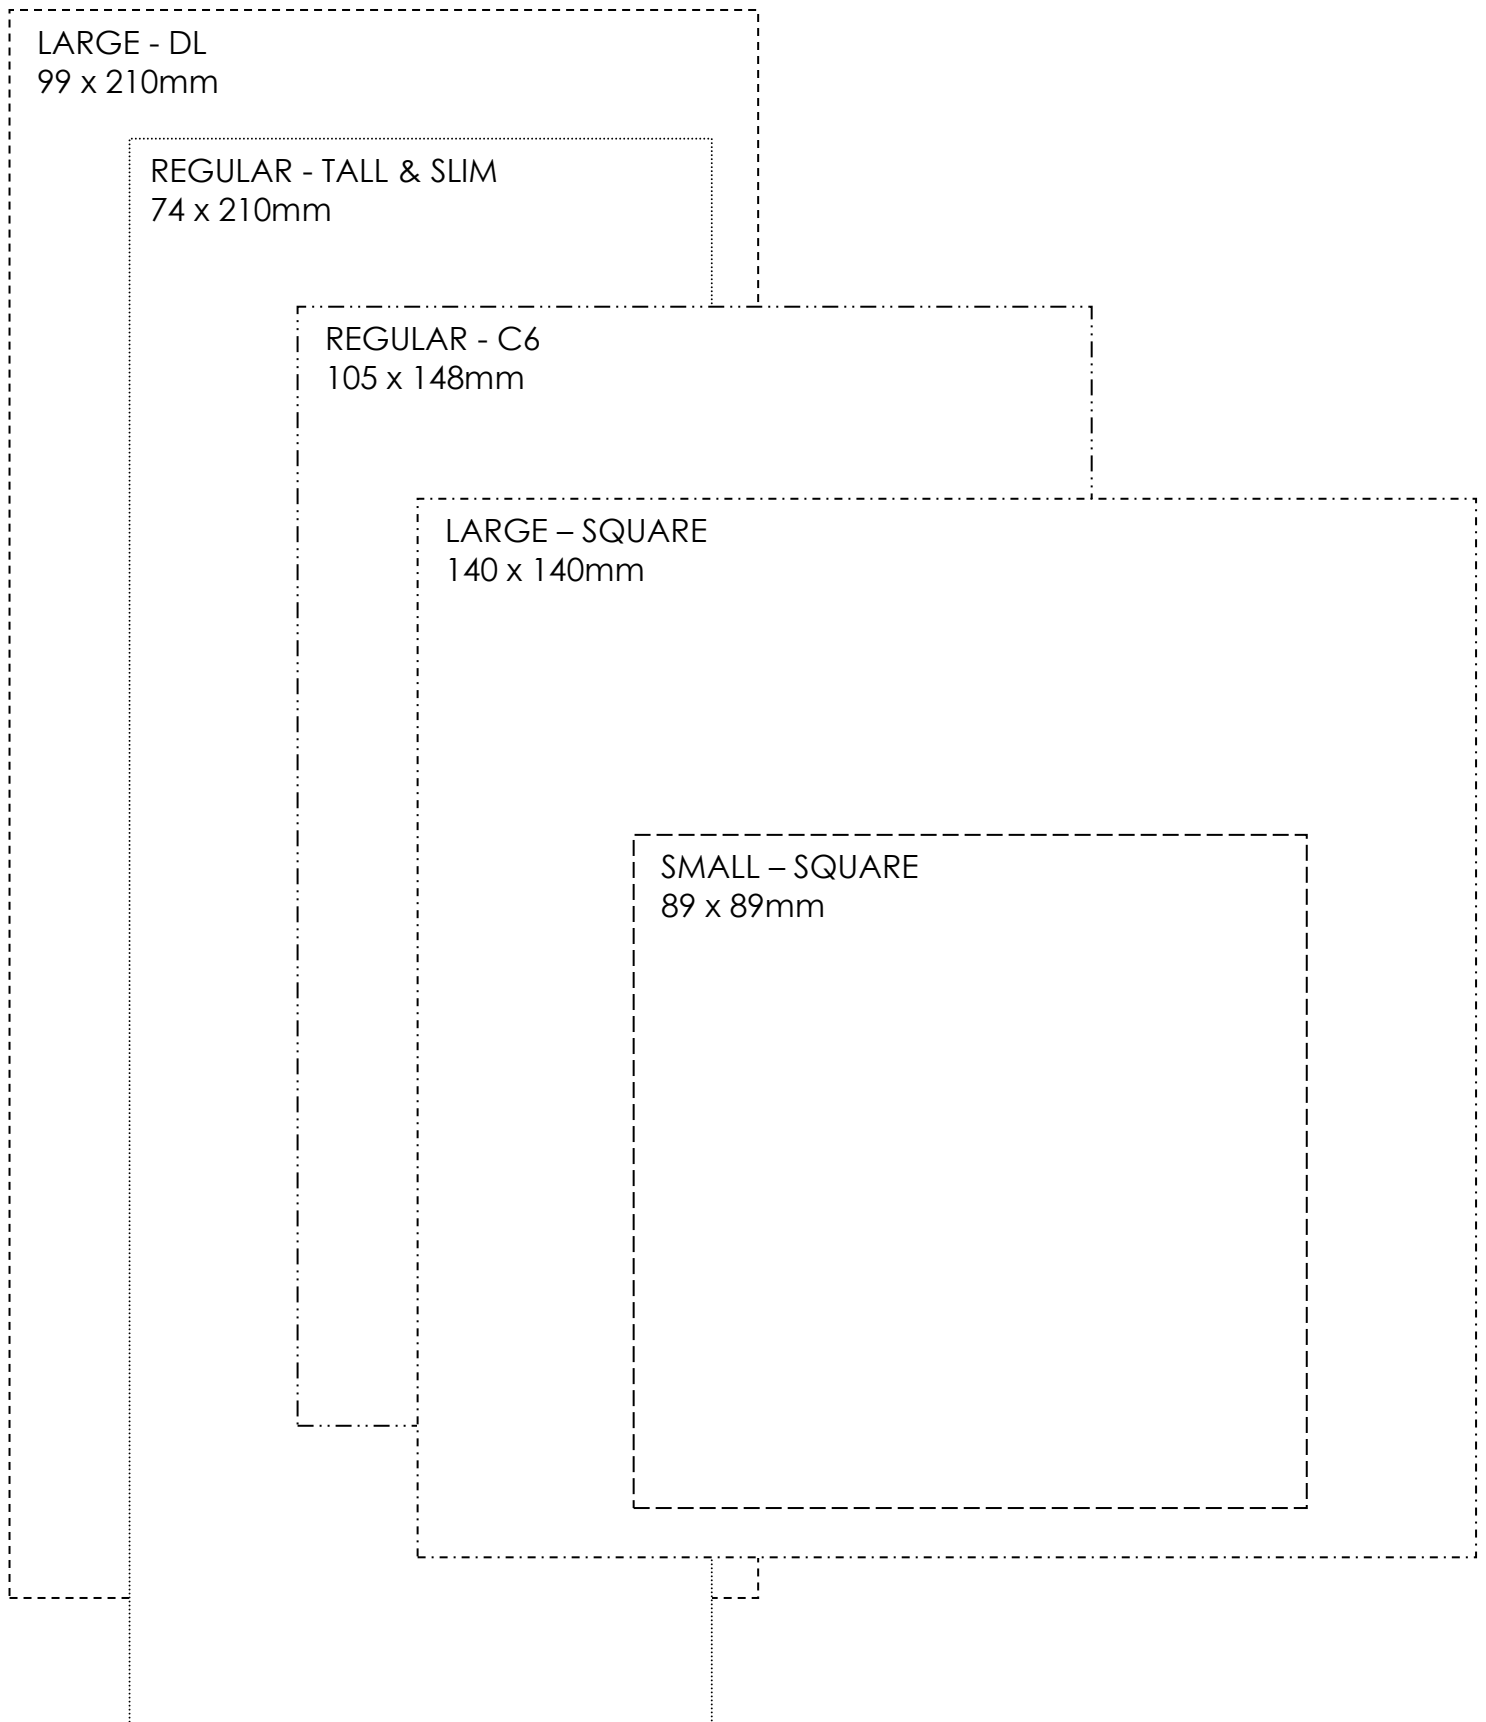 LARGE - DL
99 x 210mm
REGULAR - TALL & SLIM
74 x 210mm
REGULAR - C6
105 x 148mm
LARGE – SQUARE
140 x 140mm
SMALL – SQUARE
89 x 89mm